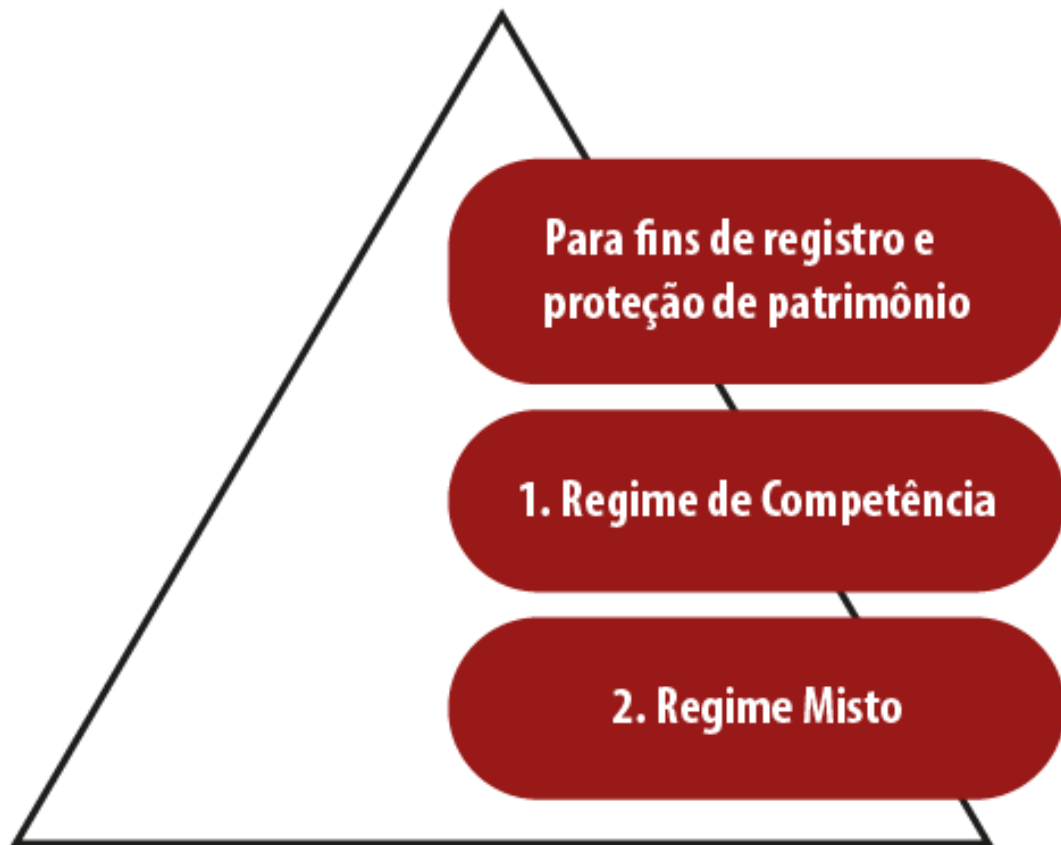 Para fins de registro e
proteção de patrimônio
1. Regime de Competência
2. Regime Misto